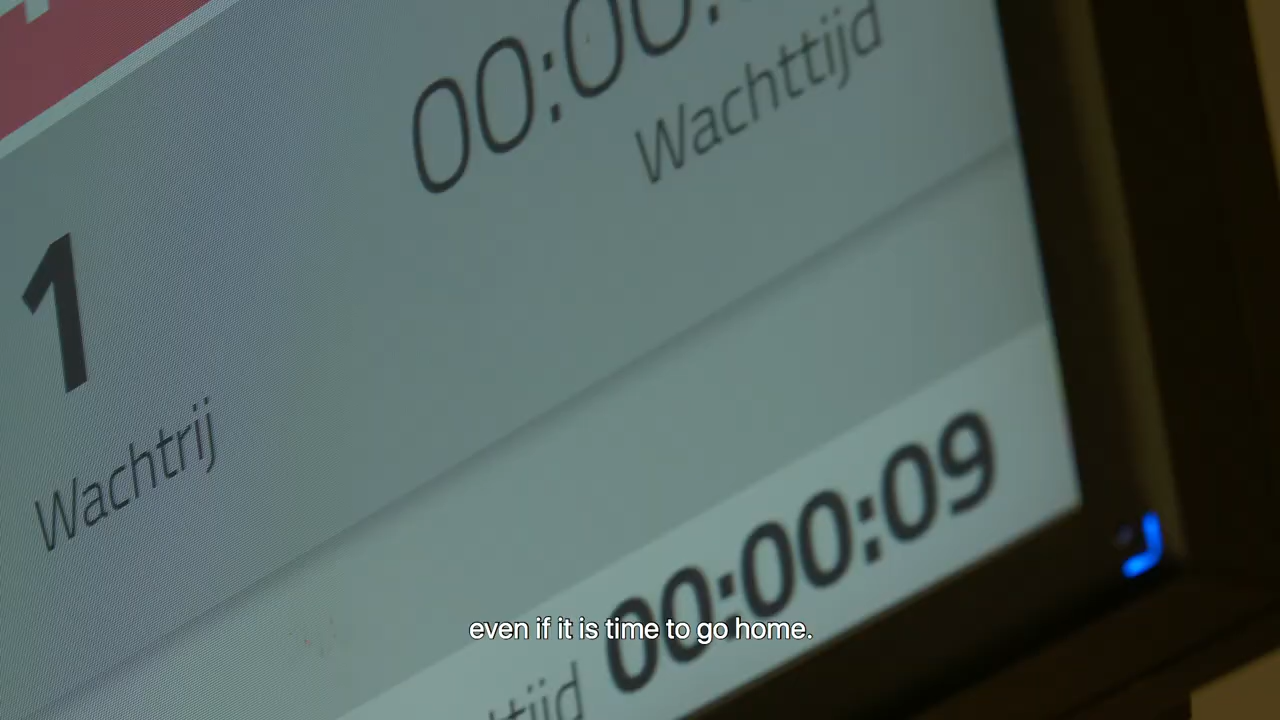 00:00:
Wachttijd
1
Wachtrij
00:00:09
even if it is time to go home.